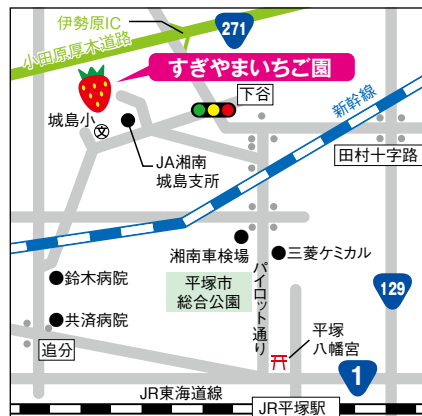 伊勢原IC
271
小田原厚木道路
すぎやまいちご園
下谷
新幹線
城島小
文
JA湘南
城島支所
田村十字路
湘南車検場
三菱ケミカル
平塚市
総合公園
パイロット通り
鈴木病院
129
共済病院
追分
平塚
八幡宮
1
JR東海道線
JR平塚駅